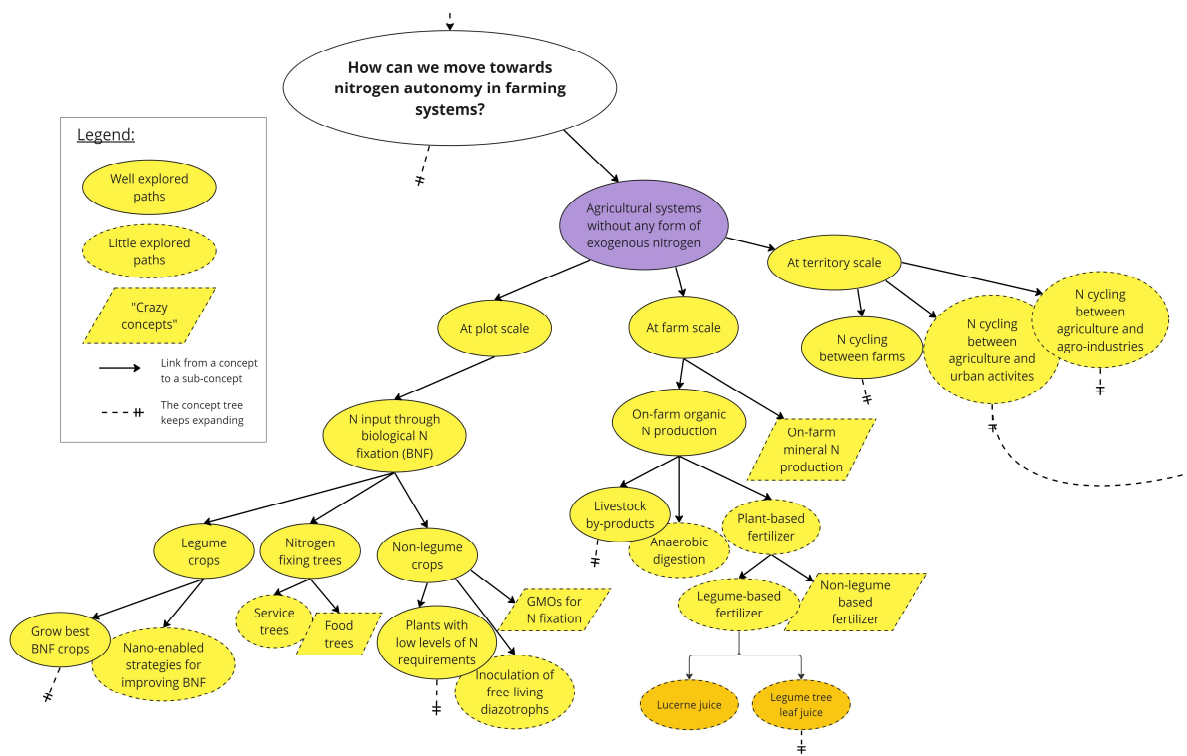 How can we move towards
nitrogen autonomy in farming
systems?
Legend:
Well explored
paths
Little explored
paths
"Crazy
concepts"
Link from a concept
to a sub-concept
The concept tree
keeps expanding
Agricultural systems
without any form of
exogenous nitrogen
At territory scale
At plot scale
At farm scale
N cycling
between farms
N cycling
between
agriculture and
urban activites
N cycling
between
agriculture and
agro-industries
N input through
biological N
fixation (BNF)
On-farm organic
N production
On-farm
mineral N
production
Legume
crops
Nitrogen
fixing trees
Non-legume
crops
Livestock
by-products
Anaerobic
digestion
Plant-based
fertilizer
Grow best
BNF crops
Nano-enabled
strategies for
improving BNF
Service
trees
Food
trees
Plants with
low levels of N
requirements
GMOs for
N fixation
Inoculation of
free living
diazotrophs
Legume-based
fertilizer
Non-legume
based
fertilizer
Lucerne juice
Legume tree
leaf juice